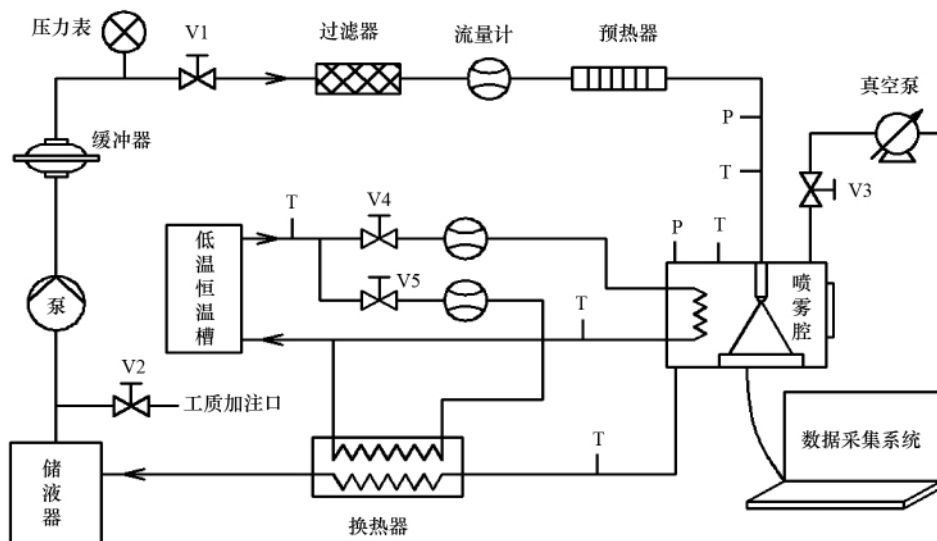 压力表
V1
过滤器
流量计
预热器
真空泵
P
缓冲器
T
V3
T
V4
P
T
低温恒温槽
喷雾腔
V5
泵
T
V2
工质加注口
T
数据采集系统
储液器
换热器